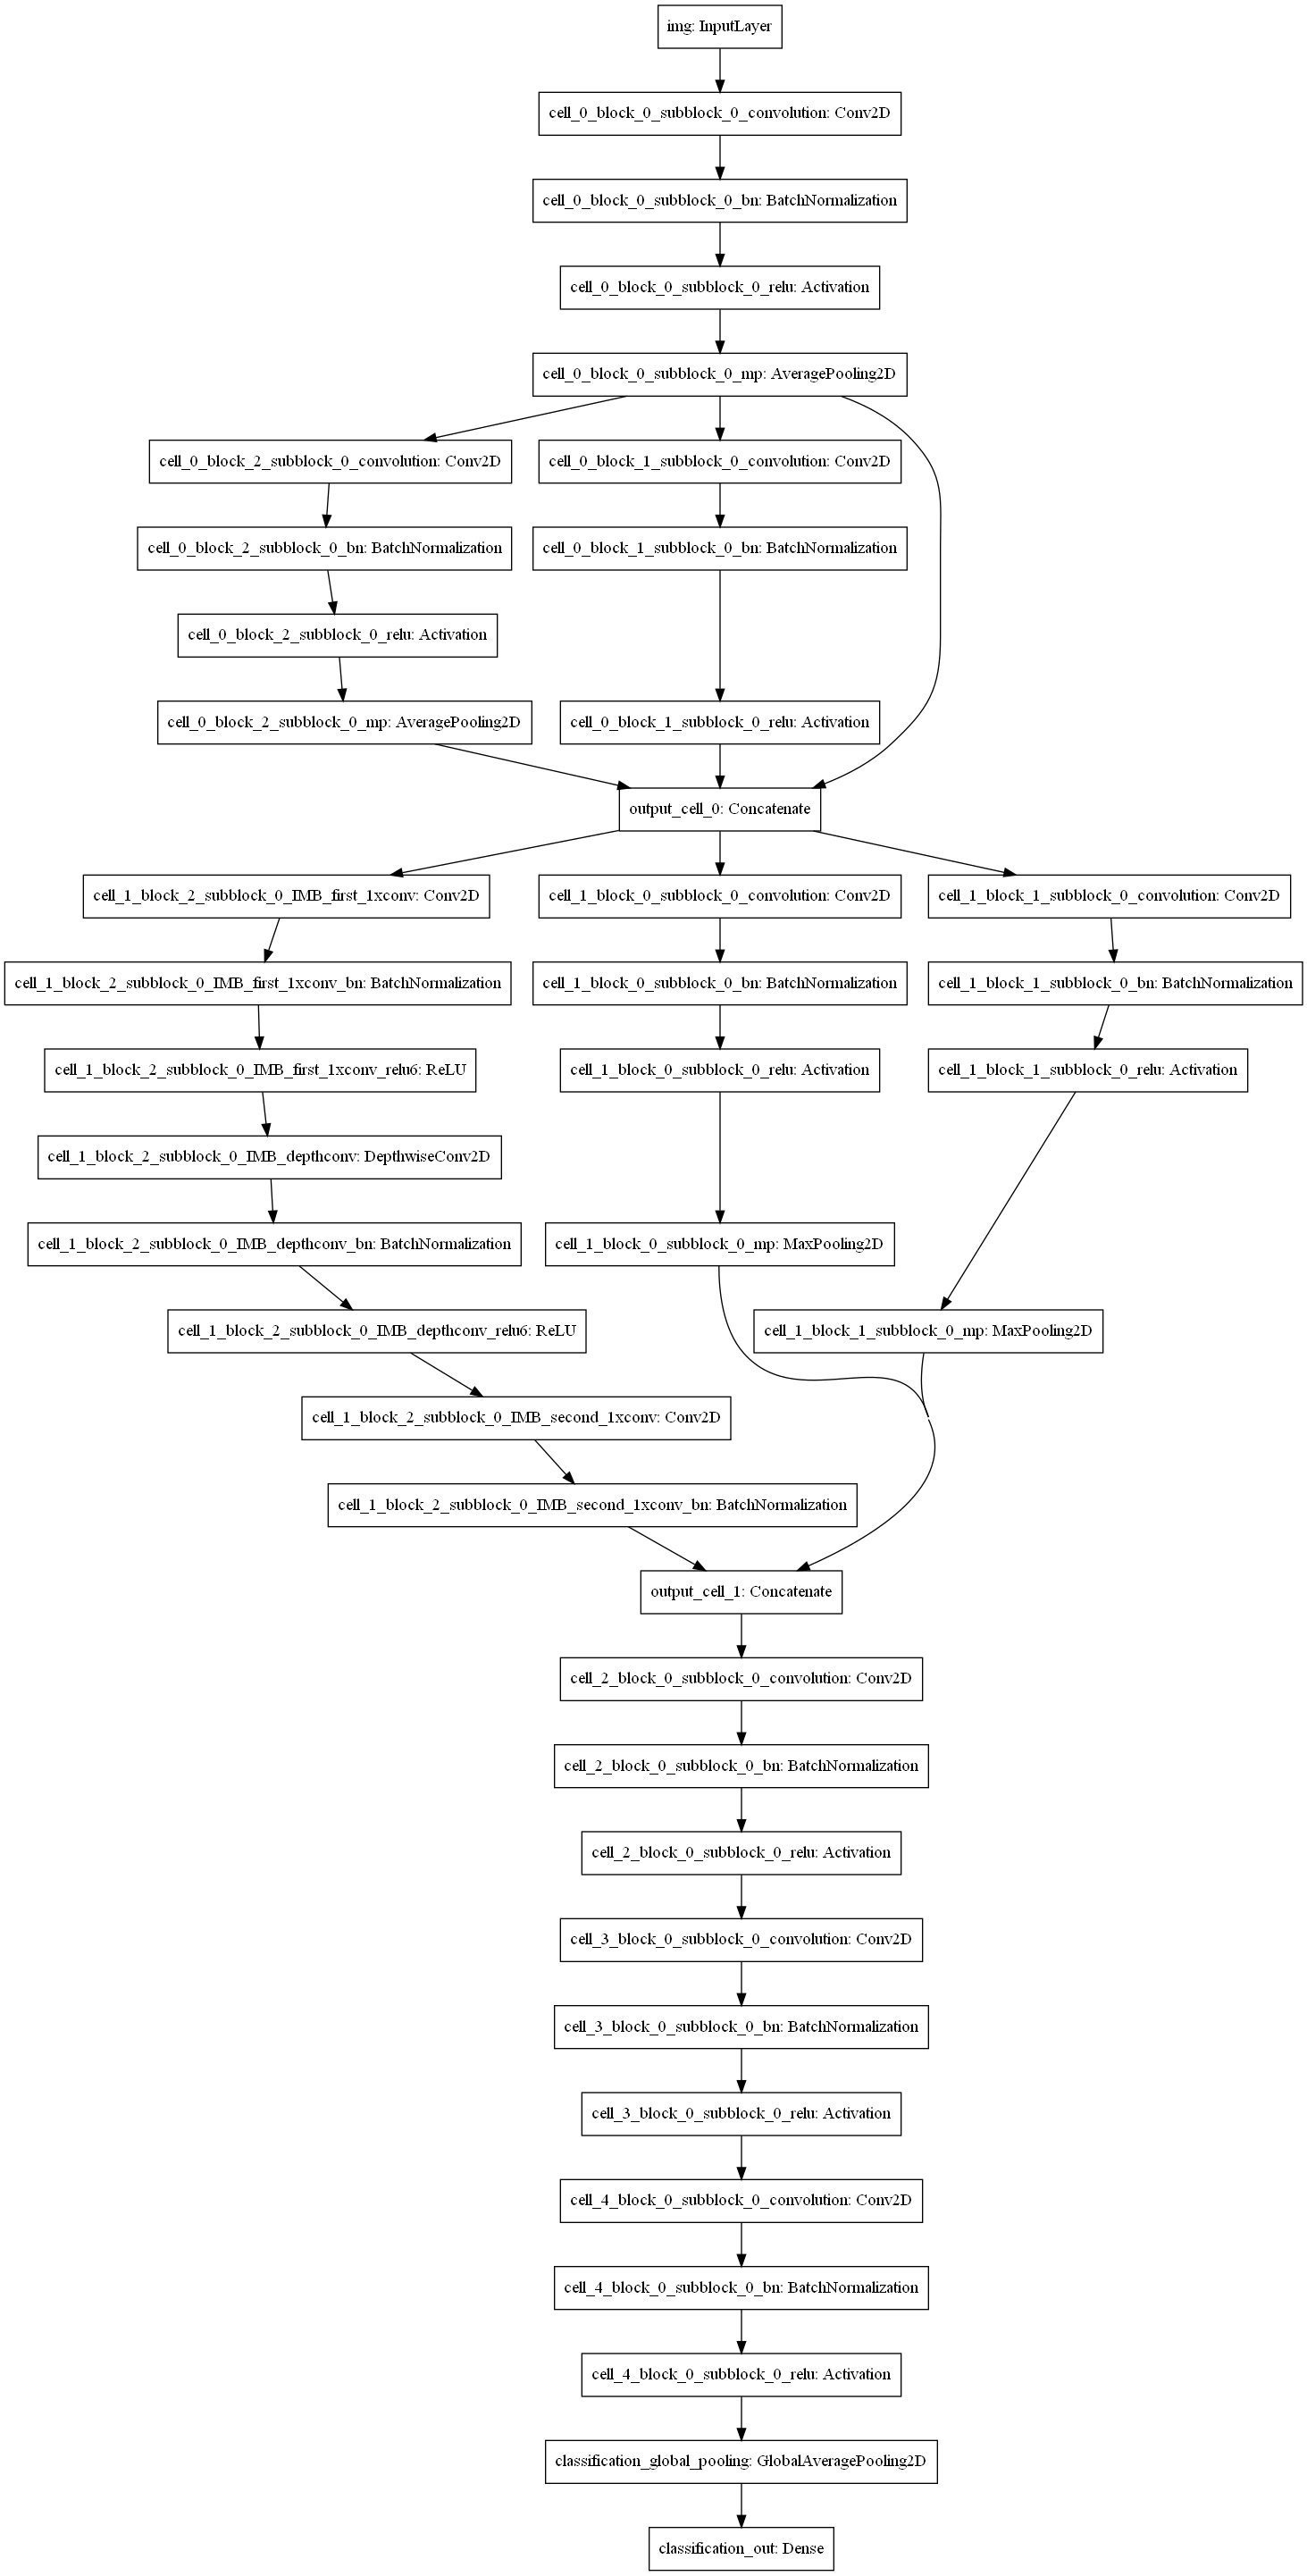 img: InputLayer
cell_0_block_0_subblock_0_convolution: Conv2D
cell_0_block_0_subblock_0_bn: BatchNormalization
cell_0_block_0_subblock_0_relu: Activation
cell_0_block_0_subblock_0_mp: AveragePooling2D
cell_0_block_2_subblock_0_convolution: Conv2D
cell_0_block_1_subblock_0_convolution: Conv2D
cell_0_block_2_subblock_0_bn: BatchNormalization
cell_0_block_1_subblock_0_bn: BatchNormalization
cell_0_block_2_subblock_0_relu: Activation
cell_0_block_2_subblock_0_mp: AveragePooling2D
cell_0_block_1_subblock_0_relu: Activation
output_cell_0: Concatenate
cell_1_block_2_subblock_0_IMB_first_1xconv: Conv2D
cell_1_block_0_subblock_0_convolution: Conv2D
cell_1_block_1_subblock_0_convolution: Conv2D
cell_1_block_2_subblock_0_IMB_first_1xconv_bn: BatchNormalization
cell_1_block_0_subblock_0_bn: BatchNormalization
cell_1_block_1_subblock_0_bn: BatchNormalization
cell_1_block_2_subblock_0_IMB_first_1xconv_relu6: ReLU
cell_1_block_0_subblock_0_relu: Activation
cell_1_block_1_subblock_0_relu: Activation
cell_1_block_2_subblock_0_IMB_depthconv: DepthwiseConv2D
cell_1_block_2_subblock_0_IMB_depthconv_bn: BatchNormalization
cell_1_block_0_subblock_0_mp: MaxPooling2D
cell_1_block_2_subblock_0_IMB_depthconv_relu6: ReLU
cell_1_block_1_subblock_0_mp: MaxPooling2D
cell_1_block_2_subblock_0_IMB_second_1xconv: Conv2D
cell_1_block_2_subblock_0_IMB_second_1xconv_bn: BatchNormalization
output_cell_1: Concatenate
cell_2_block_0_subblock_0_convolution: Conv2D
cell_2_block_0_subblock_0_bn: BatchNormalization
cell_2_block_0_subblock_0_relu: Activation
cell_3_block_0_subblock_0_convolution: Conv2D
cell_3_block_0_subblock_0_bn: BatchNormalization
cell_3_block_0_subblock_0_relu: Activation
cell_4_block_0_subblock_0_convolution: Conv2D
cell_4_block_0_subblock_0_bn: BatchNormalization
cell_4_block_0_subblock_0_relu: Activation
classification_global_pooling: GlobalAveragePooling2D
classification_out: Dense